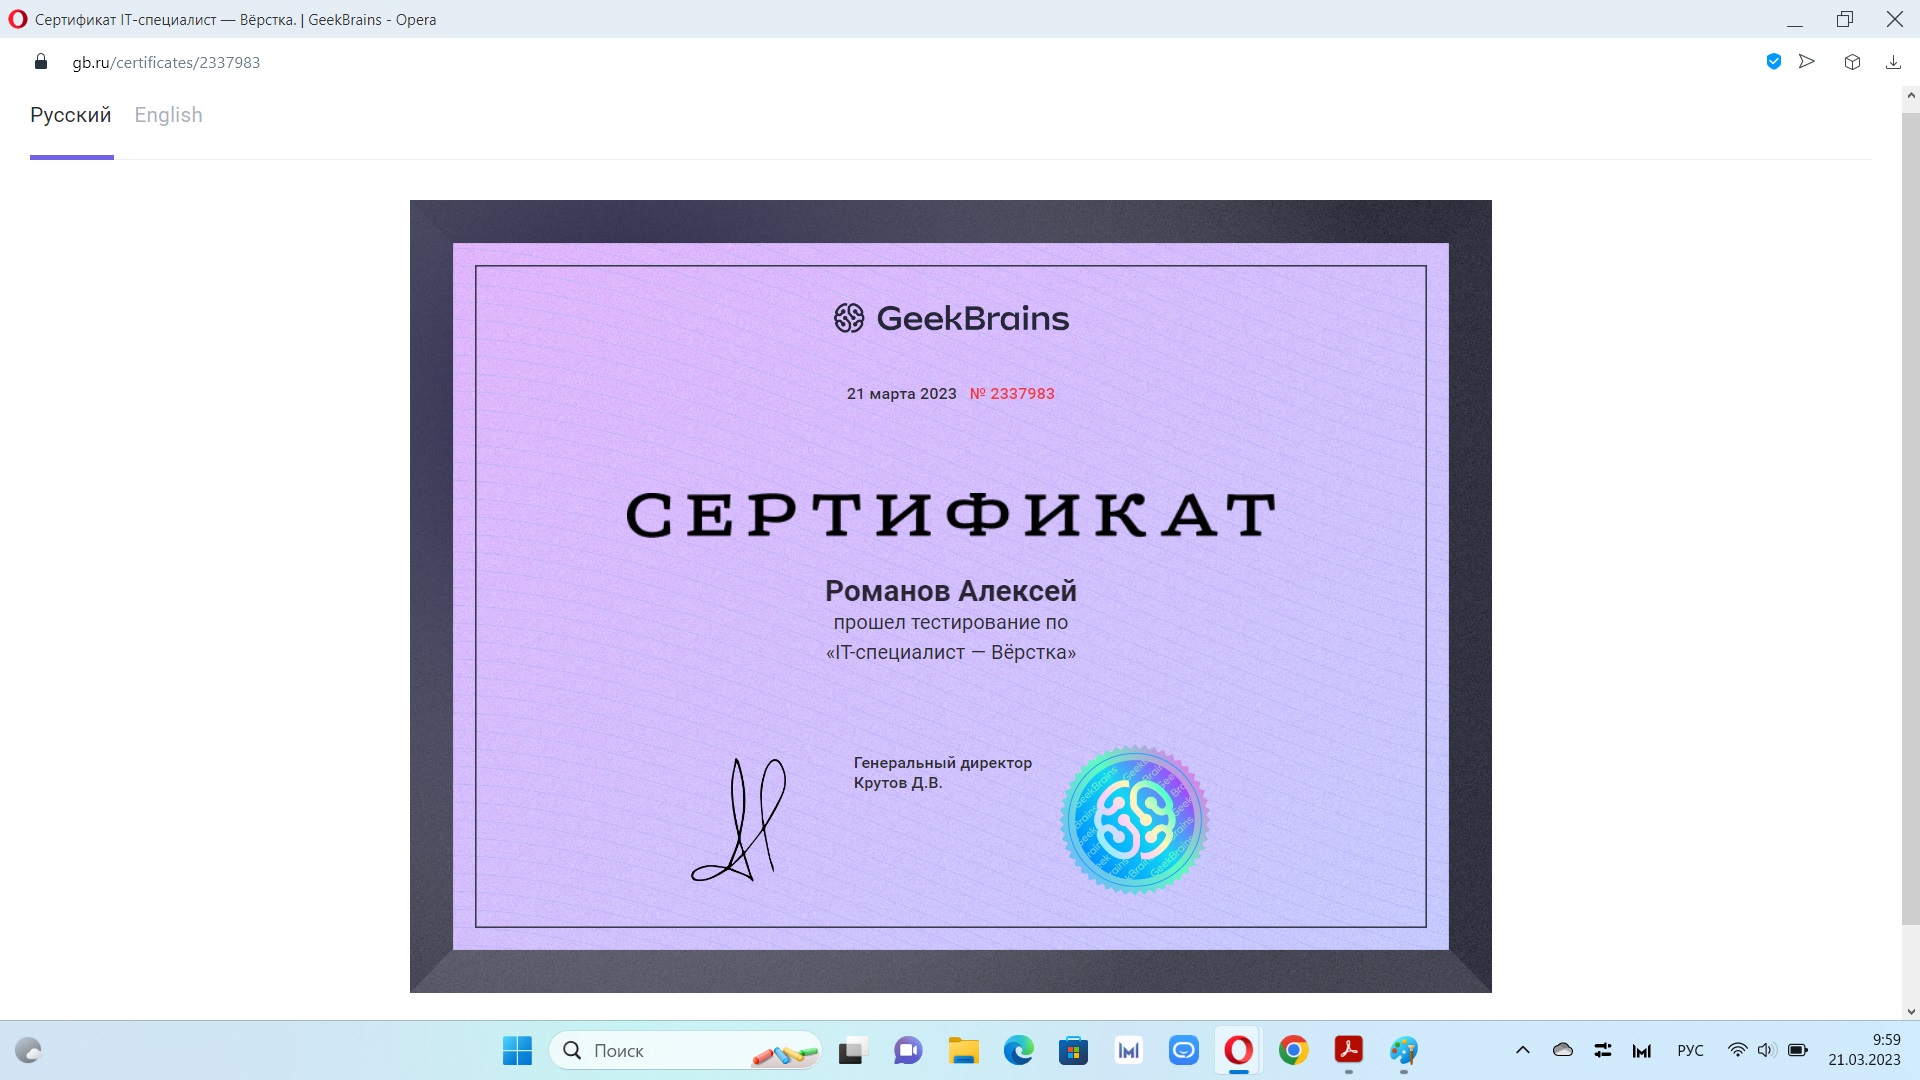 Сертификат IT-специалист — Вёрстка. | GeekBrains - Opera
gb.ru/certificates/2337983
Русский English
GeekBrains
21 марта 2023 № 2337983
СЕРТИФИКАТ
Романов Алексей
прошел тестирование по
«IT-специалист — Вёрстка»
Генеральный директор
Крутов Д.В.
Поиск
РУС
9:59
21.03.2023